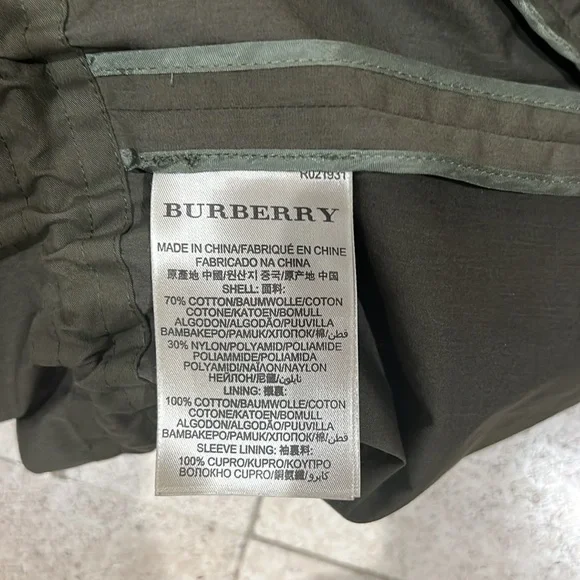 R021931
BURBERRY
MADE IN CHINA/FABRIQUÉ EN CHINE
FABRICADO NA CHINA
原產地 中國/원산지 중국/原产地 中国
SHELL: 面料:
70% COTTON/BAUMWOLLE/COTON
COTONE/KATOEN/BOMULL
ALGODON/ALGODÃO/PUUVILLA
BAMBAKEPO/PAMUK/ХЛОПОК/棉/قطن
30% NYLON/POLYAMID/POLIAMIDE
POLIAMMIDE/POLIAMIDA
POLYAMIDI/NAÏLON/NAYLON
НЕЙЛОН/尼龍/نايلون
LINING: 襯裏:
100% COTTON/BAUMWOLLE/COTON
COTONE/KATOEN/BOMULL
ALGODON/ALGODÃO/PUUVILLA
BAMBAKEPO/PAMUK/ХЛОПОК/棉/قطن
SLEEVE LINING: 袖裏料:
100% CUPRO/KUPRO/ΚΟΥΠΡΟ
ВОЛОКНО CUPRO/銅氨纖/كابرو